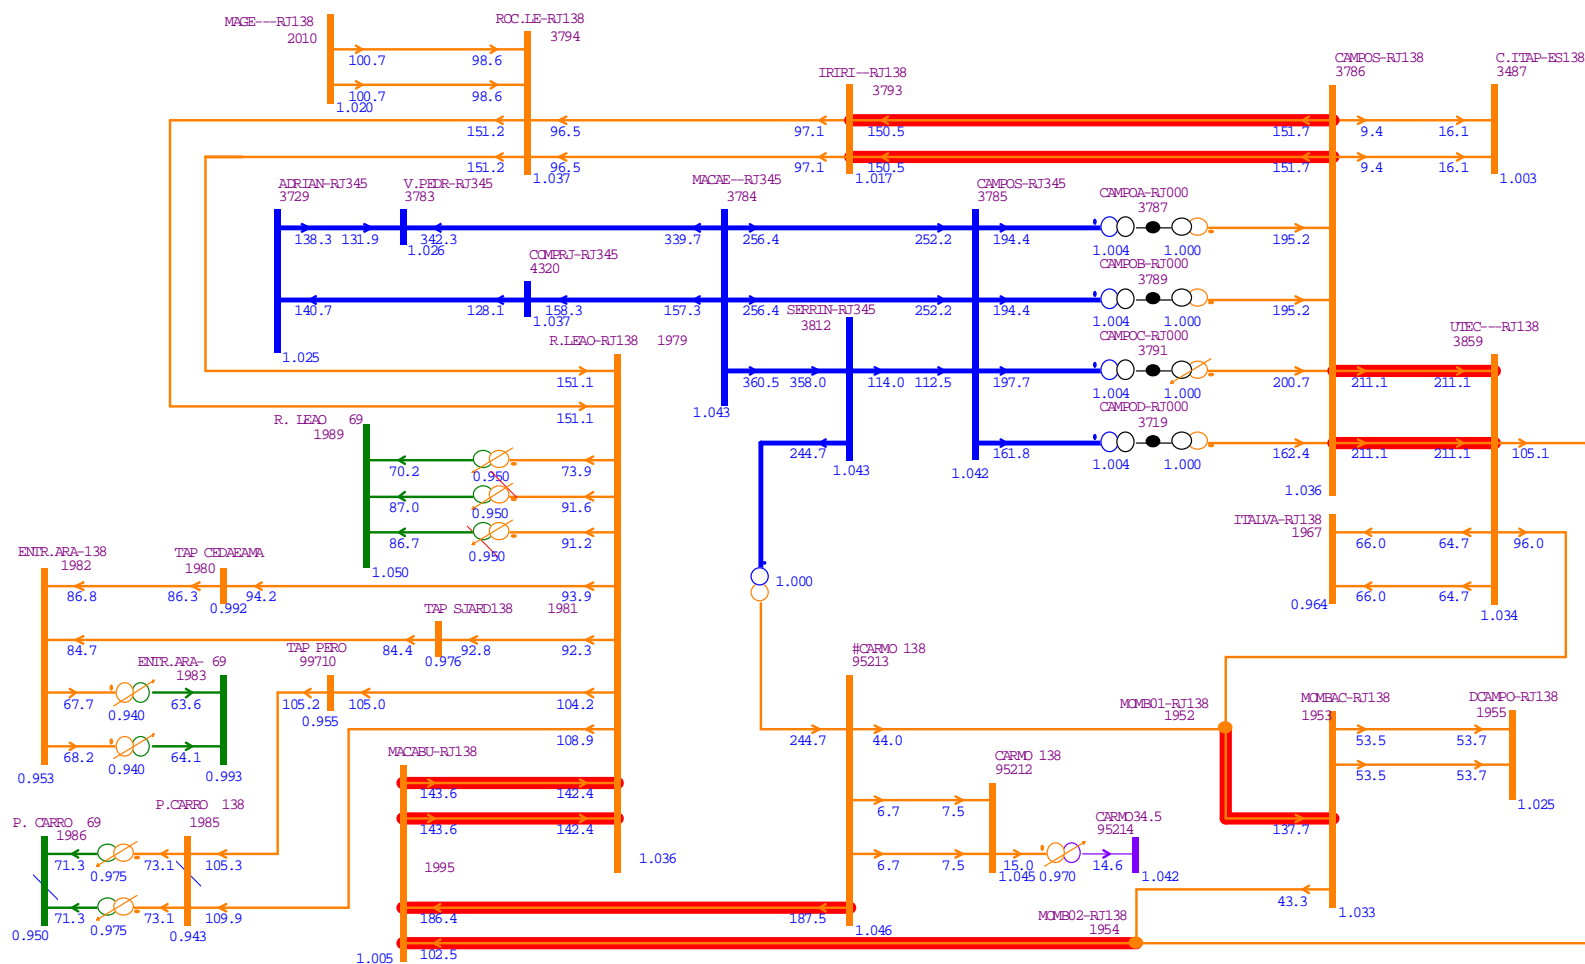 MAGE---RJ138
2010
ROC.LE-RJ138
3794
100.7 98.6
100.7 98.6
1.020
IRIRI--RJ138
3793
CAMPOS-RJ138
3786
C.ITAP-ES138
3487
151.2 96.5 97.1 150.5 151.7 9.4 16.1
151.2 96.5 97.1 150.5 151.7 9.4 16.1
1.037 1.017 1.003
ADRIAN-RJ345
3729
V.PEDR-RJ345
3783
MACAE--RJ345
3784
CAMPOS-RJ345
3785
CAMPOA-RJ000
3787
138.3 131.9 342.3 339.7 256.4 252.2 194.4 195.2
1.026 1.004 1.000
COMPRJ-RJ345
4320
CAMPOB-RJ000
3789
140.7 128.1 158.3 157.3 256.4 252.2 194.4 195.2
1.037 1.004 1.000
SERRIN-RJ345
3812
CAMPOC-RJ000
3791
UTEC---RJ138
3859
1.025
R.LEAO-RJ138 1979
151.1 360.5 358.0 114.0 112.5 197.7 200.7 211.1 211.1
1.004 1.000
151.1 1.043
CAMPOD-RJ000
3719
R. LEAO 69
1989
244.7 161.8 162.4 211.1 211.1 105.1
1.004 1.000
70.2 73.9
0.950
1.043 1.042 1.036
87.0 91.6
0.950
ITALVA-RJ138
1967
86.7 91.2
0.950
66.0 64.7 96.0
1.050
ENTR.ARA-138
1982
TAP CEDAEAMA
1980
1.000
86.8 86.3 94.2 93.9
66.0 64.7
0.992 0.964 1.034
TAP SJARD138 1981
84.7 84.4 92.8 92.3
0.976
TAP PERO
99710
#CARMO 138
95213
ENTR.ARA- 69
1983
67.7 63.6
0.940
105.2 105.0 104.2
0.955
MOMB01-RJ138
1952
MOMBAC-RJ138
1953
DCAMPO-RJ138
1955
108.9 244.7 44.0 53.5 53.7
68.2 64.1
0.940
0.953 0.993
MACABU-RJ138
CARMO 138
95212
53.5 53.7
143.6 142.4
1.025
P.CARRO 138
1985
P. CARRO 69
1986
6.7 7.5
CARMO34.5
95214
143.6 142.4 137.7
71.3 73.1 105.3
0.975
1995
1.036
6.7 7.5 15.0 14.6
1.045 0.970 1.042
71.3 73.1 109.9
0.975
186.4 187.5
MOMB02-RJ138
1954
43.3
1.033
0.950 0.943 1.046
1.005 102.5